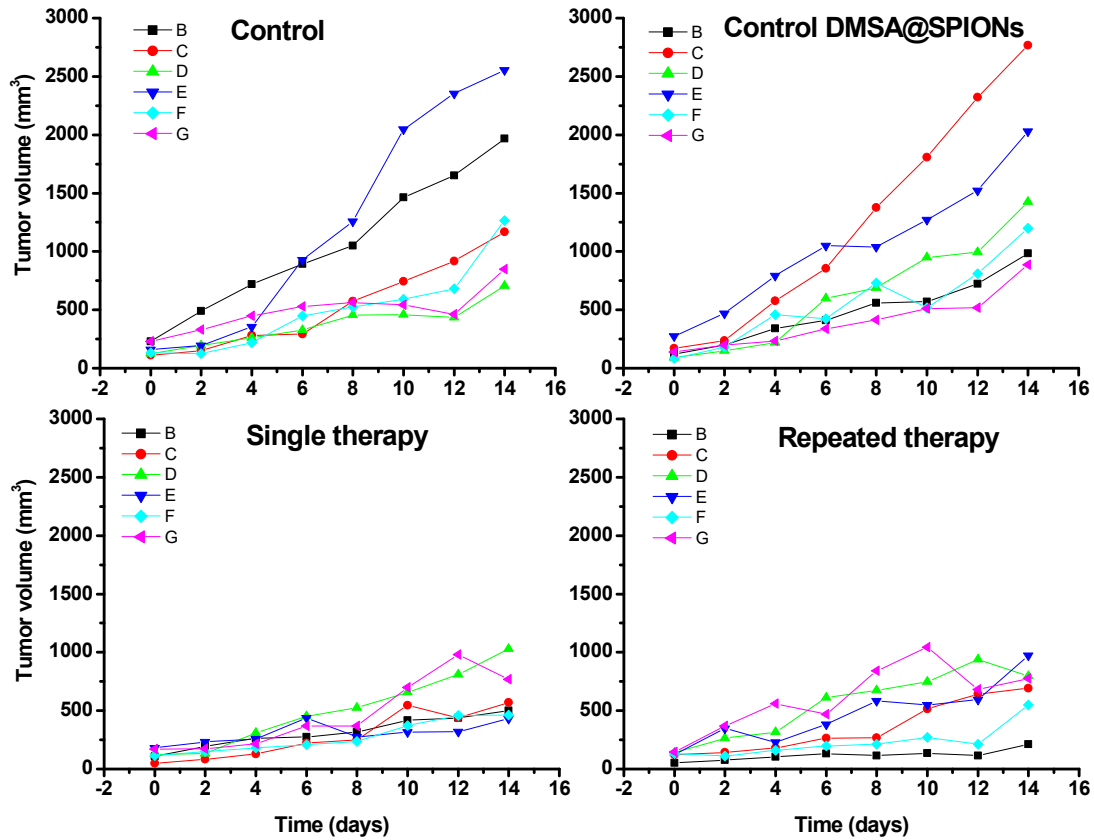 Control
B
C
D
E
F
G
Tumor volume (mm³)
3000
2500
2000
1500
1000
500
0
-2 0 2 4 6 8 10 12 14 16
Control DMSA@SPIONs
B
C
D
E
F
G
3000
2500
2000
1500
1000
500
0
-2 0 2 4 6 8 10 12 14 16
Single therapy
B
C
D
E
F
G
Tumor volume (mm³)
3000
2500
2000
1500
1000
500
0
-2 0 2 4 6 8 10 12 14 16
Time (days)
Repeated therapy
B
C
D
E
F
G
3000
2500
2000
1500
1000
500
0
-2 0 2 4 6 8 10 12 14 16
Time (days)